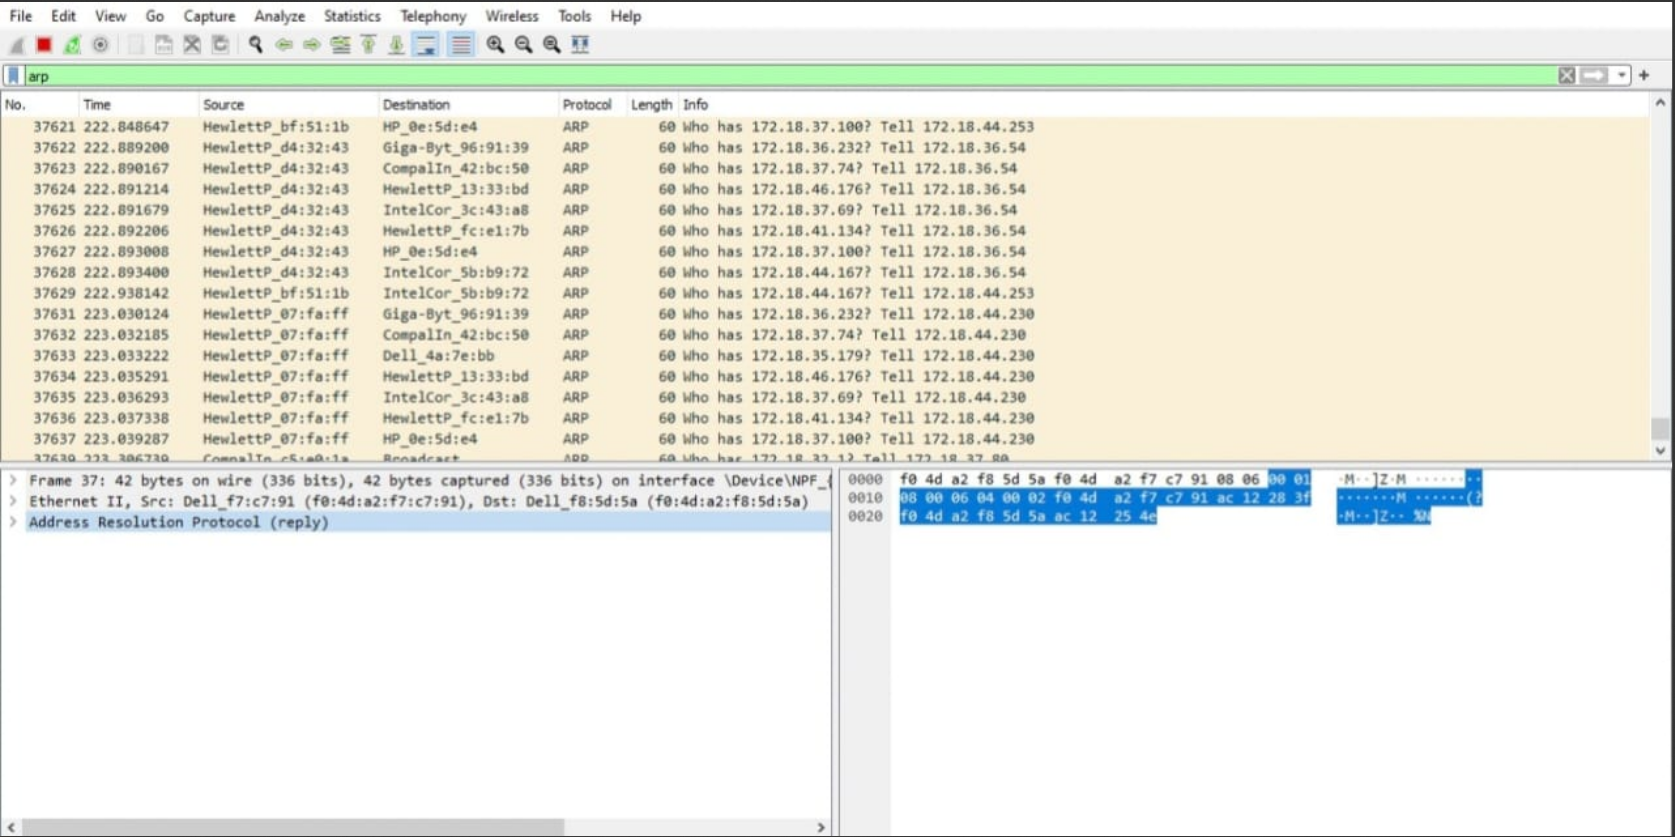 File Edit View Go Capture Analyze Statistics Telephony Wireless Tools Help
arp
No. Time Source Destination Protocol Length Info
37621 222.848647 HewlettP_bf:51:1b HP_0e:5d:e4 ARP 60 Who has 172.18.37.100? Tell 172.18.44.253
37622 222.889200 HewlettP_d4:32:43 Giga-Byt_96:91:39 ARP 60 Who has 172.18.36.232? Tell 172.18.36.54
37623 222.890167 HewlettP_d4:32:43 CompalIn_42:bc:50 ARP 60 Who has 172.18.37.74? Tell 172.18.36.54
37624 222.891214 HewlettP_d4:32:43 HewlettP_13:33:bd ARP 60 Who has 172.18.46.176? Tell 172.18.36.54
37625 222.891679 HewlettP_d4:32:43 IntelCor_3c:43:a8 ARP 60 Who has 172.18.37.69? Tell 172.18.36.54
37626 222.892206 HewlettP_d4:32:43 HewlettP_fc:e1:7b ARP 60 Who has 172.18.41.134? Tell 172.18.36.54
37627 222.893008 HewlettP_d4:32:43 HP_0e:5d:e4 ARP 60 Who has 172.18.37.100? Tell 172.18.36.54
37628 222.893400 HewlettP_d4:32:43 IntelCor_5b:b9:72 ARP 60 Who has 172.18.44.167? Tell 172.18.36.54
37629 222.938142 HewlettP_bf:51:1b IntelCor_5b:b9:72 ARP 60 Who has 172.18.44.167? Tell 172.18.44.253
37631 223.030124 HewlettP_07:fa:ff Giga-Byt_96:91:39 ARP 60 Who has 172.18.36.232? Tell 172.18.44.230
37632 223.032185 HewlettP_07:fa:ff CompalIn_42:bc:50 ARP 60 Who has 172.18.37.74? Tell 172.18.44.230
37633 223.033222 HewlettP_07:fa:ff Dell_4a:7e:bb ARP 60 Who has 172.18.35.179? Tell 172.18.44.230
37634 223.035291 HewlettP_07:fa:ff HewlettP_13:33:bd ARP 60 Who has 172.18.46.176? Tell 172.18.44.230
37635 223.036293 HewlettP_07:fa:ff IntelCor_3c:43:a8 ARP 60 Who has 172.18.37.69? Tell 172.18.44.230
37636 223.037338 HewlettP_07:fa:ff HewlettP_fc:e1:7b ARP 60 Who has 172.18.41.134? Tell 172.18.44.230
37637 223.039287 HewlettP_07:fa:ff HP_0e:5d:e4 ARP 60 Who has 172.18.37.100? Tell 172.18.44.230
37639 223.306739 CompalIn_c5:e0:1a Broadcast ARP 60 Who has 172.18.32.1? Tell 172.18.37.80
Frame 37: 42 bytes on wire (336 bits), 42 bytes captured (336 bits) on interface \Device\NPF_{
Ethernet II, Src: Dell_f7:c7:91 (f0:4d:a2:f7:c7:91), Dst: Dell_f8:5d:5a (f0:4d:a2:f8:5d:5a)
Address Resolution Protocol (reply)
0000 f0 4d a2 f8 5d 5a f0 4d a2 f7 c7 91 08 06 00 01 ·M··]Z·M ········
0010 08 00 06 04 00 02 f0 4d a2 f7 c7 91 ac 12 28 3f ·······M ······(?
0020 f0 4d a2 f8 5d 5a ac 12 25 4e ·M··]Z·· %N